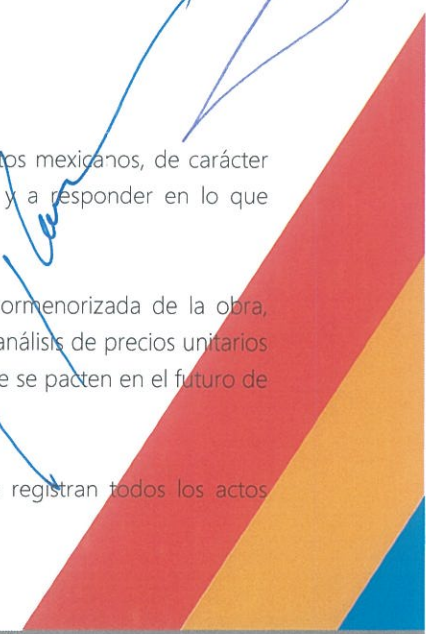 tos mexicanos, de carácter
y a responder en lo que
ormenorizada de la obra,
análisis de precios unitarios
e se pacten en el futuro de
registran todos los actos